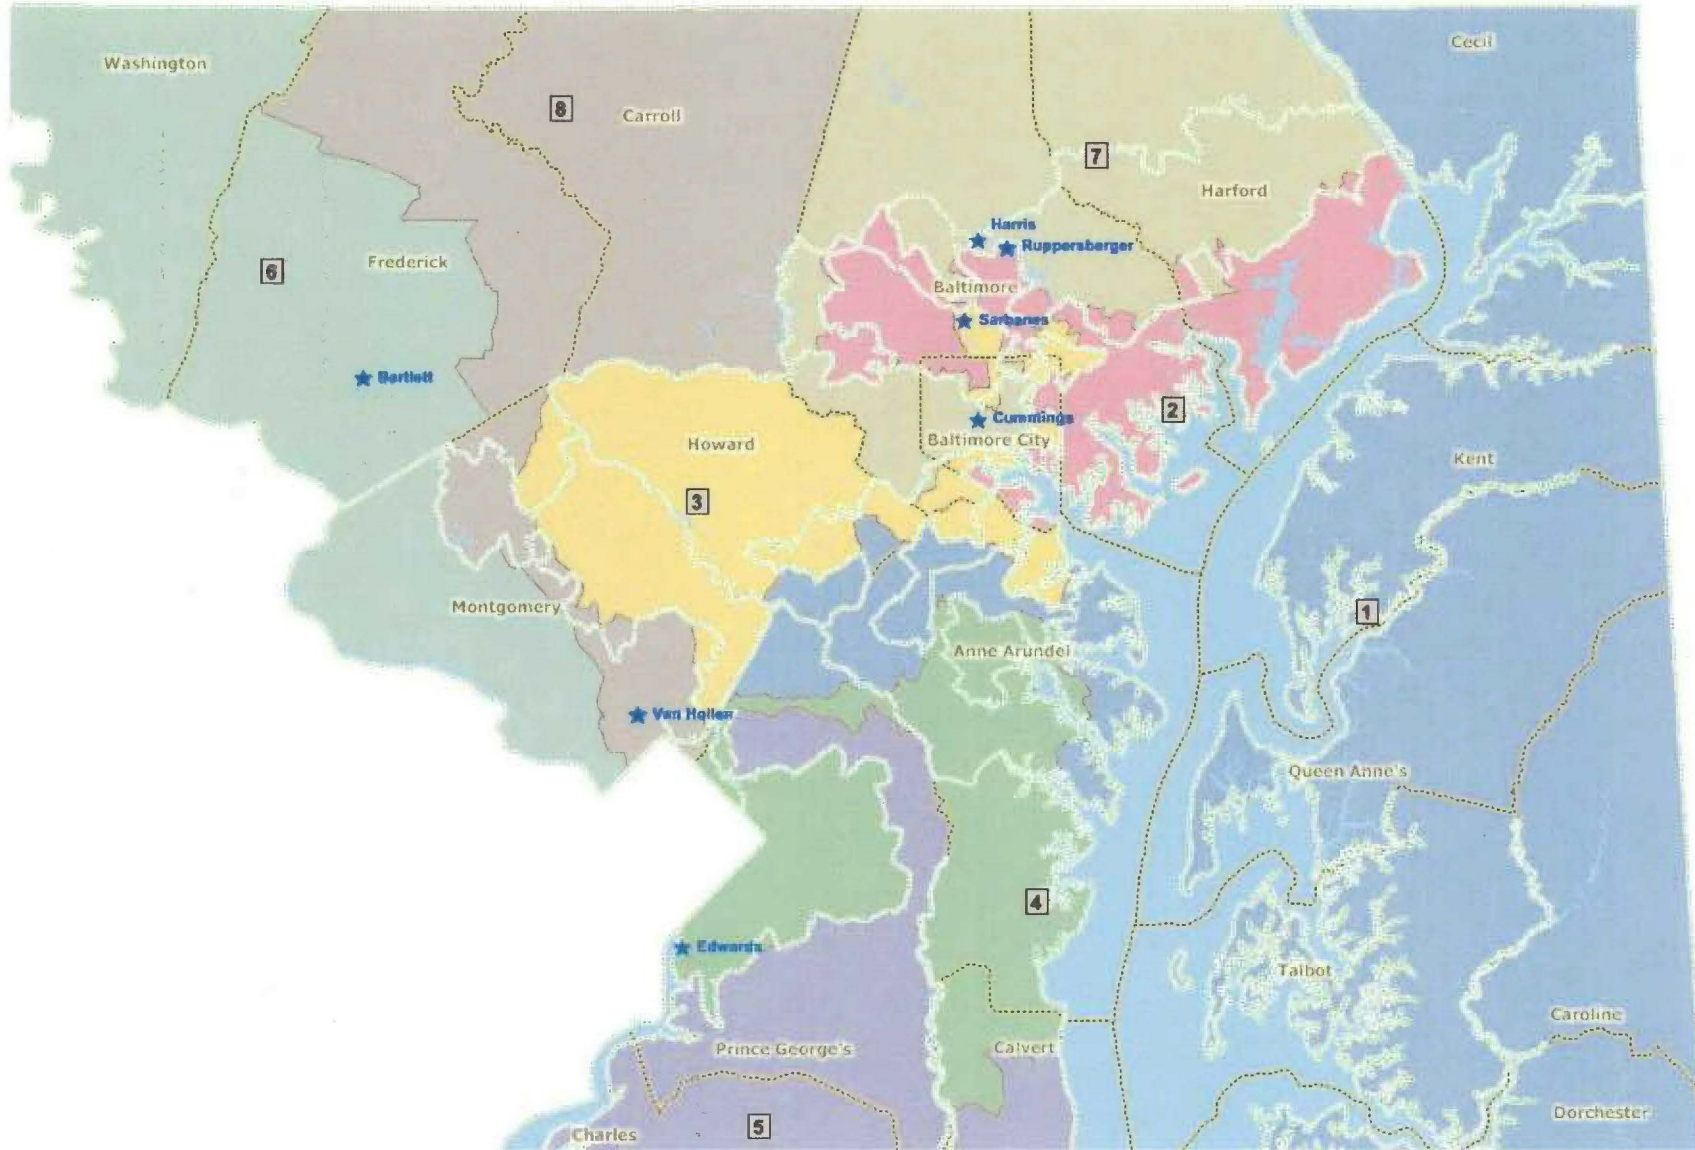 Cecil
Washington
8
Carroll
7
Harford
Harris
Ruppersberger
6
Frederick
Baltimore
Sarbanes
Bartlett
2
Cummings
Howard
Baltimore City
Kent
3
Montgomery
1
Anne Arundel
Van Hollen
Queen Anne's
4
Edwards
Talbot
Caroline
Prince George's
Calvert
Dorchester
5
Charles